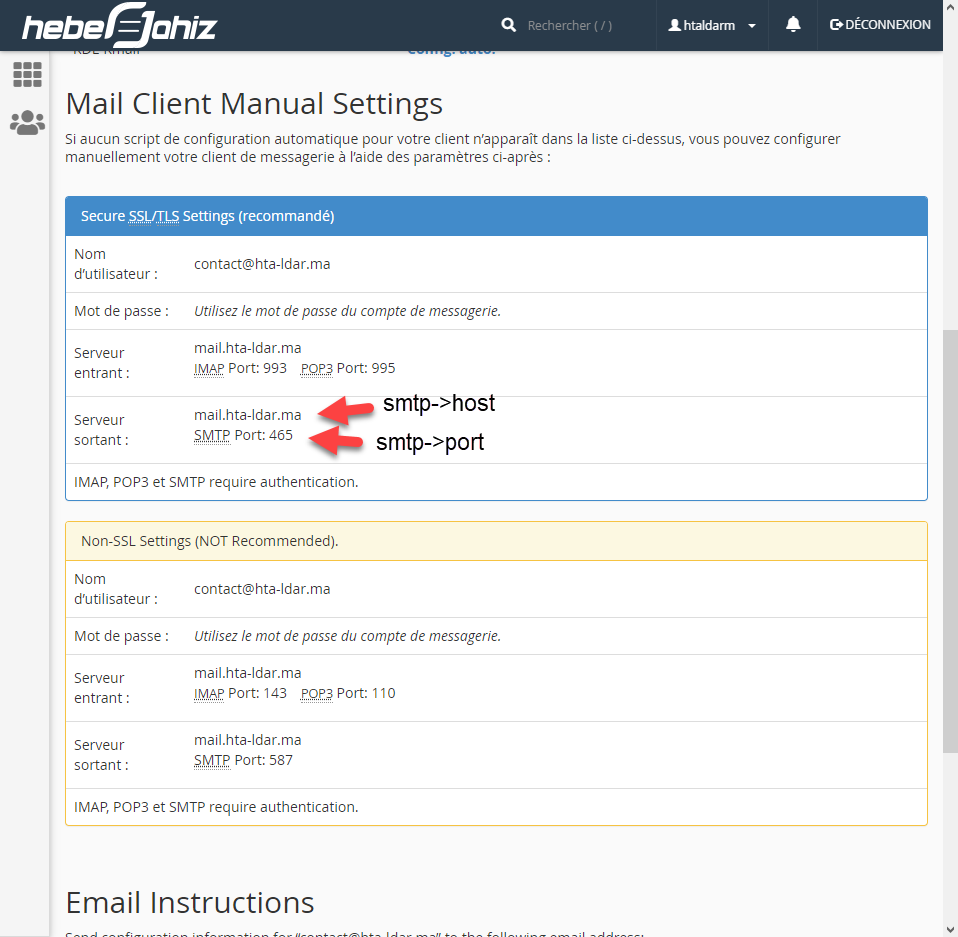 hebergjahiz
Rechercher ( / )
htaldarm
DÉCONNEXION
Config. auto.
Mail Client Manual Settings
Si aucun script de configuration automatique pour votre client n’apparaît dans la liste ci-dessus, vous pouvez configurer
manuellement votre client de messagerie à l’aide des paramètres ci-après :
Secure SSL/TLS Settings (recommandé)
Nom
d’utilisateur :
contact@hta-ldar.ma
Mot de passe :
Utilisez le mot de passe du compte de messagerie.
Serveur
entrant :
mail.hta-ldar.ma
IMAP Port: 993 POP3 Port: 995
Serveur
sortant :
mail.hta-ldar.ma
SMTP Port: 465
smtp->host
smtp->port
IMAP, POP3 et SMTP require authentication.
Non-SSL Settings (NOT Recommended).
Nom
d’utilisateur :
contact@hta-ldar.ma
Mot de passe :
Utilisez le mot de passe du compte de messagerie.
Serveur
entrant :
mail.hta-ldar.ma
IMAP Port: 143 POP3 Port: 110
Serveur
sortant :
mail.hta-ldar.ma
SMTP Port: 587
IMAP, POP3 et SMTP require authentication.
Email Instructions
Send configuration information for “contact@hta-ldar.ma” to the following email address: